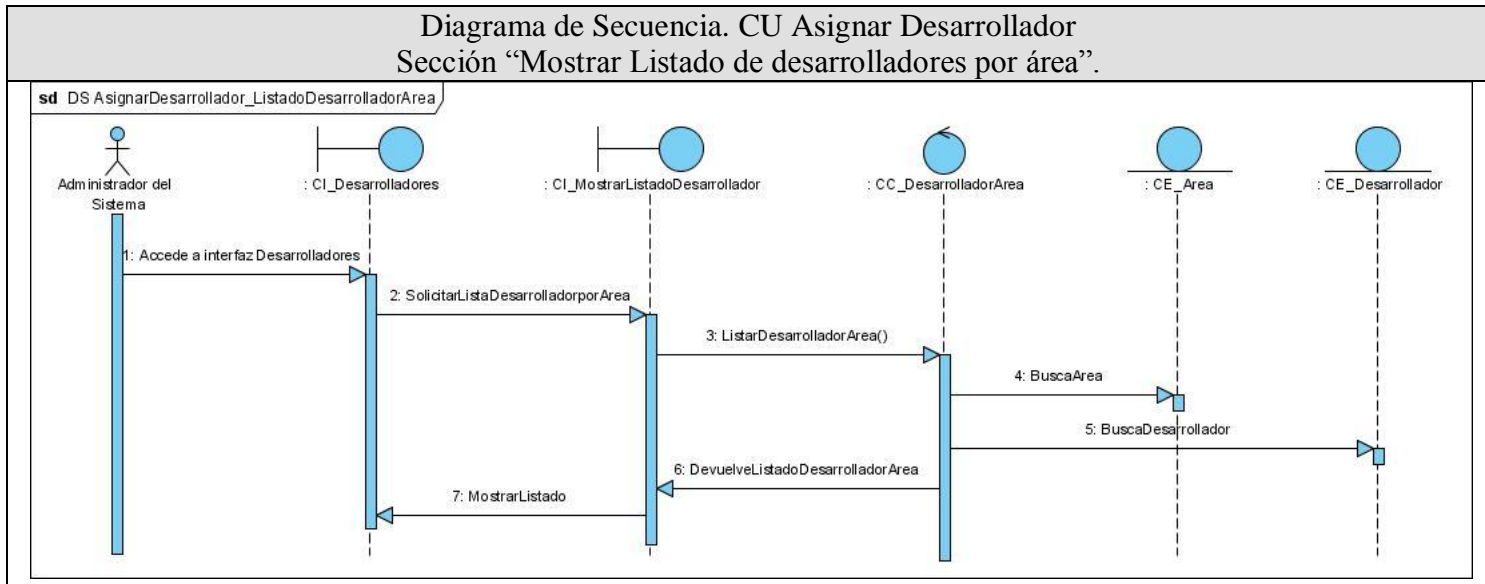 Diagrama de Secuencia. CU Asignar Desarrollador
Sección “Mostrar Listado de desarrolladores por área”.
sd DS AsignarDesarrollador_ListadoDesarrolladorArea
Administrador del
Sistema
: CI_Desarrolladores
: CI_MostrarListadoDesarrollador
: CC_DesarrolladorArea
: CE_Area
: CE_Desarrollador
1: Accede a interfaz Desarrolladores
2: SolicitarListaDesarrolladorporArea
3: ListarDesarrolladorArea()
4: BuscaArea
5: BuscaDesarrollador
6: DevuelveListadoDesarrolladorArea
7: MostrarListado